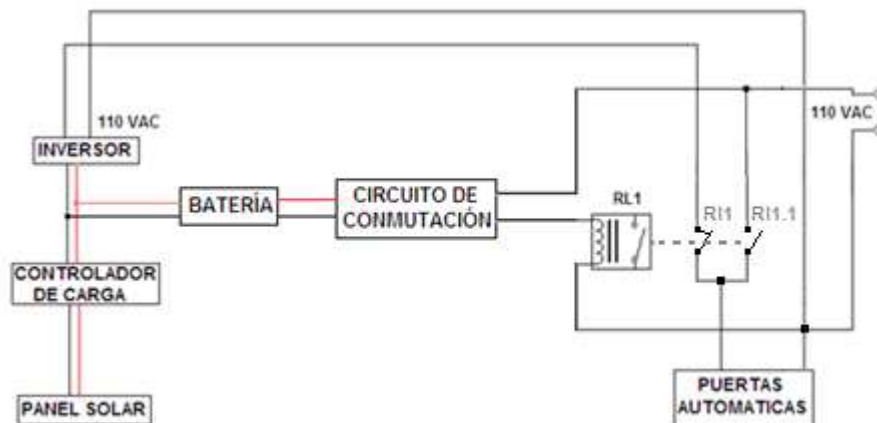 110 VAC
110 VAC
INVERSOR
BATERÍA
CIRCUITO DE
CONMUTACIÓN
RL1
RI1
RI1.1
CONTROLADOR
DE CARGA
PANEL SOLAR
PUERTAS
AUTOMATICAS